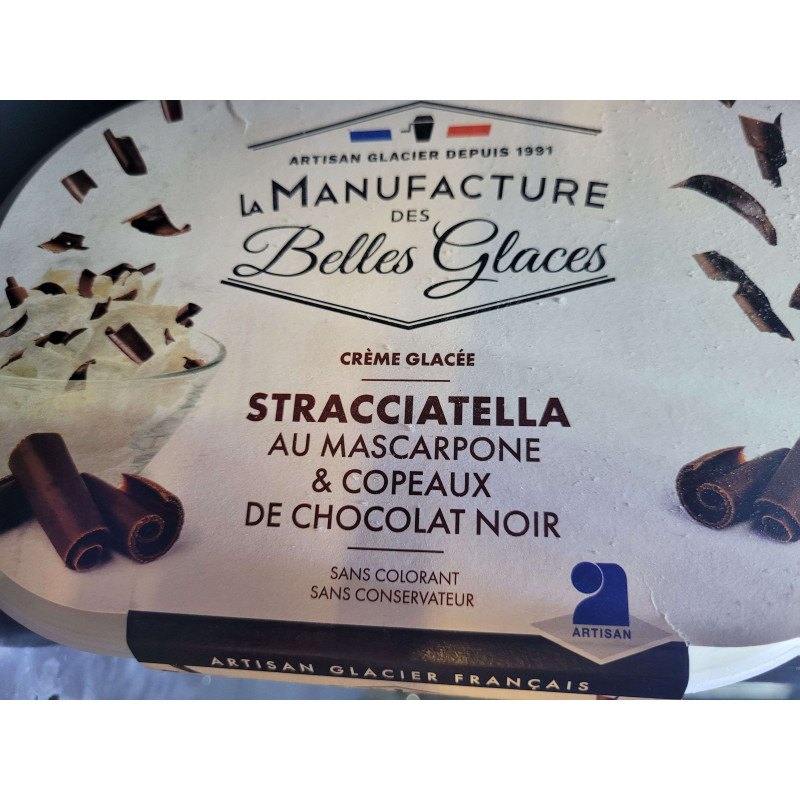 ARTISAN GLACIER DEPUIS 1991
LA MANUFACTURE
DES
Belles Glaces
CRÈME GLACÉE
STRACCIATELLA
AU MASCARPONE
& COPEAUX
DE CHOCOLAT NOIR
SANS COLORANT
SANS CONSERVATEUR
ARTISAN
ARTISAN GLACIER FRANÇAIS